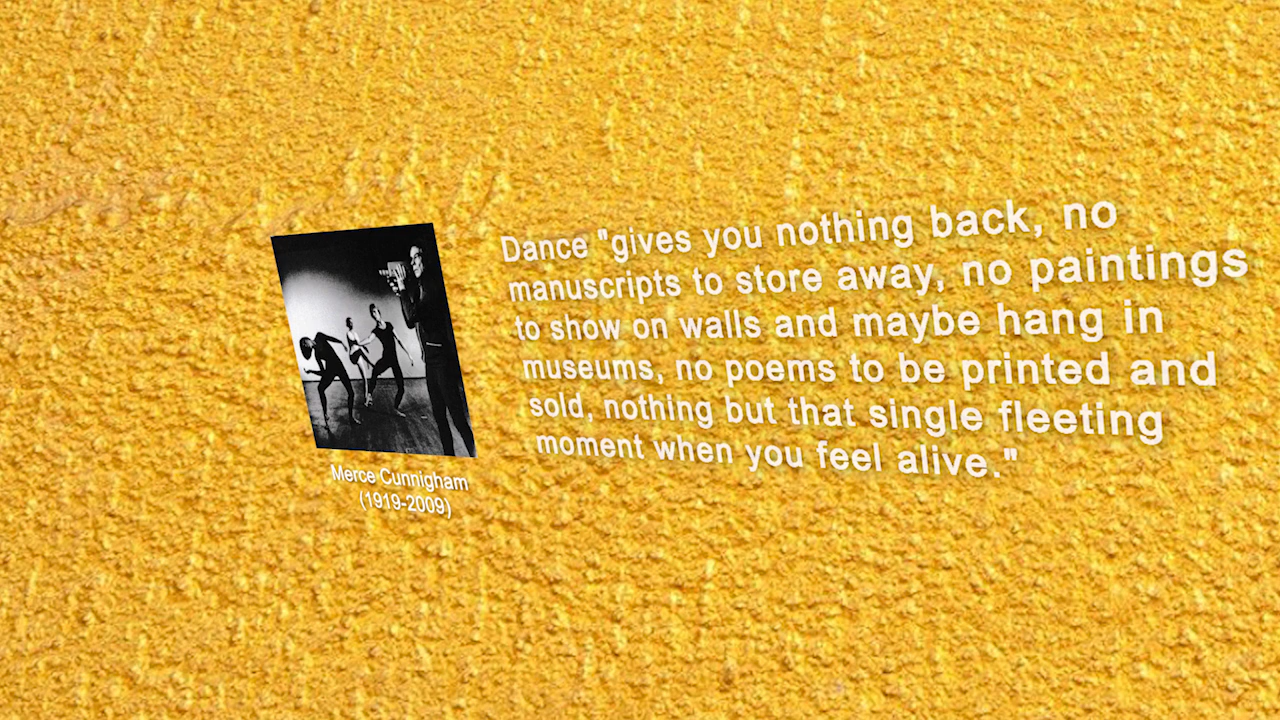 Dance "gives you nothing back, no
manuscripts to store away, no paintings
to show on walls and maybe hang in
museums, no poems to be printed and
sold, nothing but that single fleeting
moment when you feel alive."
Merce Cunnigham
(1919-2009)